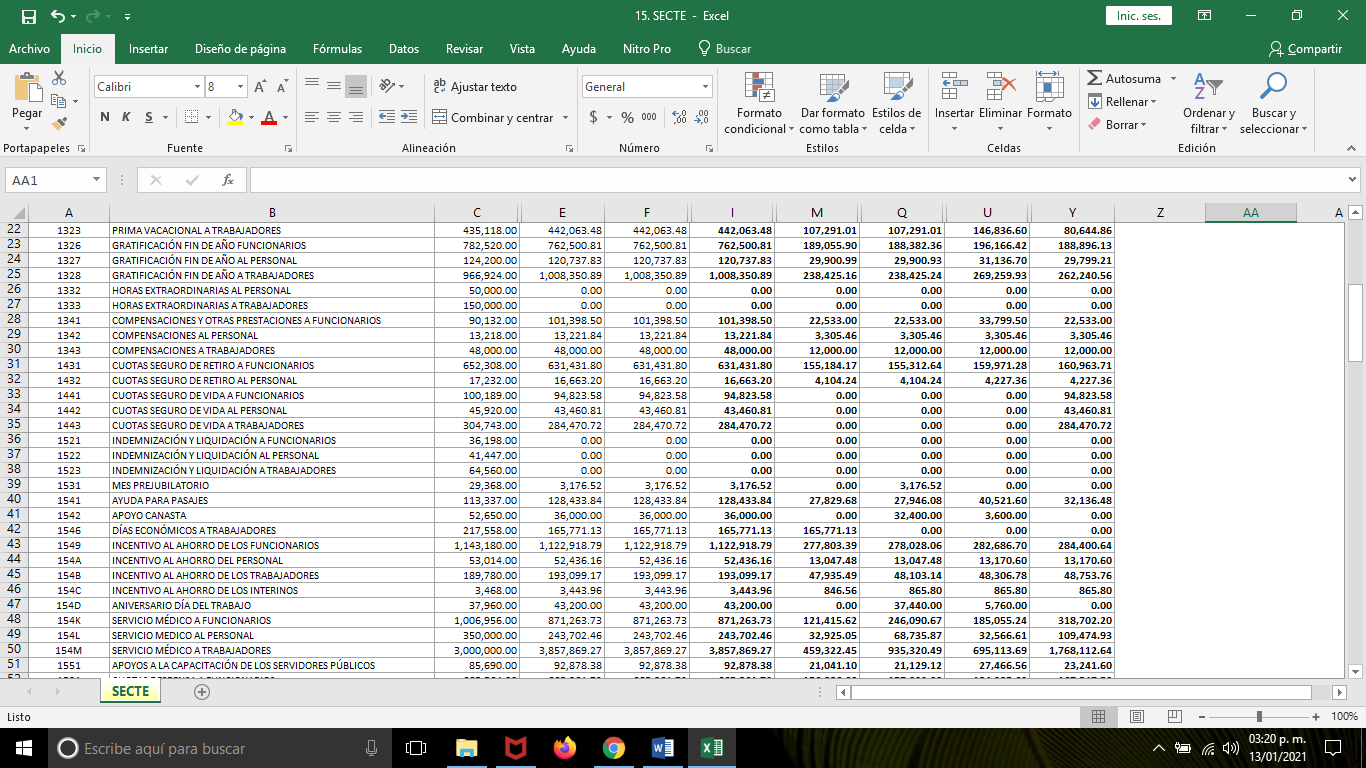 15. SECTE - Excel
Inic. ses.
Archivo Inicio Insertar Diseño de página Fórmulas Datos Revisar Vista Ayuda Nitro Pro Buscar Compartir
Pegar
Calibri 8
N K S
Ajustar texto
Combinar y centrar
General
$ % 000
Formato condicional
Dar formato como tabla
Estilos de celda
Insertar Eliminar Formato
Autosuma
Rellenar
Borrar
Ordenar y filtrar
Buscar y seleccionar
Portapapeles Fuente Alineación Número Estilos Celdas Edición
AA1 fx
A B C E F I M Q U Y Z AA A
22 1323 PRIMA VACACIONAL A TRABAJADORES 435,118.00 442,063.48 442,063.48 442,063.48 107,291.01 107,291.01 146,836.60 80,644.86
23 1326 GRATIFICACIÓN FIN DE AÑO FUNCIONARIOS 782,520.00 762,500.81 762,500.81 762,500.81 189,055.90 188,382.36 196,166.42 188,896.13
24 1327 GRATIFICACIÓN FIN DE AÑO AL PERSONAL 124,200.00 120,737.83 120,737.83 120,737.83 29,900.99 29,900.93 31,136.70 29,799.21
25 1328 GRATIFICACIÓN FIN DE AÑO A TRABAJADORES 966,924.00 1,008,350.89 1,008,350.89 1,008,350.89 238,425.16 238,425.24 269,259.93 262,240.56
26 1332 HORAS EXTRAORDINARIAS AL PERSONAL 50,000.00 0.00 0.00 0.00 0.00 0.00 0.00 0.00
27 1333 HORAS EXTRAORDINARIAS A TRABAJADORES 150,000.00 0.00 0.00 0.00 0.00 0.00 0.00 0.00
28 1341 COMPENSACIONES Y OTRAS PRESTACIONES A FUNCIONARIOS 90,132.00 101,398.50 101,398.50 101,398.50 22,533.00 22,533.00 33,799.50 22,533.00
29 1342 COMPENSACIONES AL PERSONAL 13,218.00 13,221.84 13,221.84 13,221.84 3,305.46 3,305.46 3,305.46 3,305.46
30 1343 COMPENSACIONES A TRABAJADORES 48,000.00 48,000.00 48,000.00 48,000.00 12,000.00 12,000.00 12,000.00 12,000.00
31 1431 CUOTAS SEGURO DE RETIRO A FUNCIONARIOS 652,308.00 631,431.80 631,431.80 631,431.80 155,184.17 155,312.64 159,971.28 160,963.71
32 1432 CUOTAS SEGURO DE RETIRO AL PERSONAL 17,232.00 16,663.20 16,663.20 16,663.20 4,104.24 4,104.24 4,227.36 4,227.36
33 1441 CUOTAS SEGURO DE VIDA A FUNCIONARIOS 100,189.00 94,823.58 94,823.58 94,823.58 0.00 0.00 0.00 94,823.58
34 1442 CUOTAS SEGURO DE VIDA AL PERSONAL 45,920.00 43,460.81 43,460.81 43,460.81 0.00 0.00 0.00 43,460.81
35 1443 CUOTAS SEGURO DE VIDA A TRABAJADORES 304,743.00 284,470.72 284,470.72 284,470.72 0.00 0.00 0.00 284,470.72
36 1521 INDEMNIZACIÓN Y LIQUIDACIÓN A FUNCIONARIOS 36,198.00 0.00 0.00 0.00 0.00 0.00 0.00 0.00
37 1522 INDEMNIZACIÓN Y LIQUIDACIÓN AL PERSONAL 41,447.00 0.00 0.00 0.00 0.00 0.00 0.00 0.00
38 1523 INDEMNIZACIÓN Y LIQUIDACIÓN A TRABAJADORES 64,560.00 0.00 0.00 0.00 0.00 0.00 0.00 0.00
39 1531 MES PREJUBILATORIO 29,368.00 3,176.52 3,176.52 3,176.52 0.00 3,176.52 0.00 0.00
40 1541 AYUDA PARA PASAJES 113,337.00 128,433.84 128,433.84 128,433.84 27,829.68 27,946.08 40,521.60 32,136.48
41 1542 APOYO CANASTA 52,650.00 36,000.00 36,000.00 36,000.00 0.00 32,400.00 3,600.00 0.00
42 1546 DÍAS ECONÓMICOS A TRABAJADORES 217,558.00 165,771.13 165,771.13 165,771.13 165,771.13 0.00 0.00 0.00
43 1549 INCENTIVO AL AHORRO DE LOS FUNCIONARIOS 1,143,180.00 1,122,918.79 1,122,918.79 1,122,918.79 277,803.39 278,028.06 282,686.70 284,400.64
44 154A INCENTIVO AL AHORRO DEL PERSONAL 53,014.00 52,436.16 52,436.16 52,436.16 13,047.48 13,047.48 13,170.60 13,170.60
45 154B INCENTIVO AL AHORRO DE LOS TRABAJADORES 189,780.00 193,099.17 193,099.17 193,099.17 47,935.49 48,103.14 48,306.78 48,753.76
46 154C INCENTIVO AL AHORRO DE LOS INTERINOS 3,468.00 3,443.96 3,443.96 3,443.96 846.56 865.80 865.80 865.80
47 154D ANIVERSARIO DÍA DEL TRABAJO 37,960.00 43,200.00 43,200.00 43,200.00 0.00 37,440.00 5,760.00 0.00
48 154K SERVICIO MÉDICO A FUNCIONARIOS 1,006,956.00 871,263.73 871,263.73 871,263.73 121,415.62 246,090.67 185,055.24 318,702.20
49 154L SERVICIO MEDICO AL PERSONAL 350,000.00 243,702.46 243,702.46 243,702.46 32,925.05 68,735.87 32,566.61 109,474.93
50 154M SERVICIO MÉDICO A TRABAJADORES 3,000,000.00 3,857,869.27 3,857,869.27 3,857,869.27 459,322.45 935,320.49 695,113.69 1,768,112.64
51 1551 APOYOS A LA CAPACITACIÓN DE LOS SERVIDORES PÚBLICOS 85,690.00 92,878.38 92,878.38 92,878.38 21,041.10 21,129.12 27,466.56 23,241.60
SECTE
Listo 100%
Escribe aquí para buscar
03:20 p. m.
13/01/2021